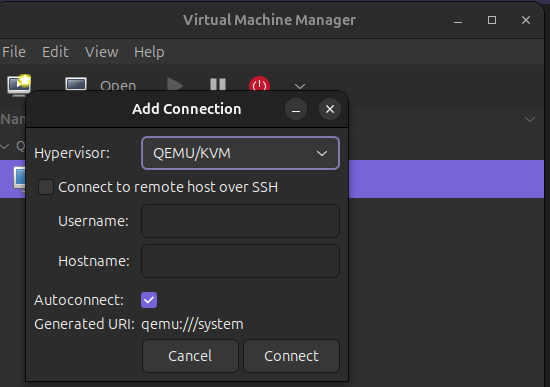 Virtual Machine Manager
File Edit View Help
Open
Add Connection
Hypervisor: QEMU/KVM
Connect to remote host over SSH
Username:
Hostname:
Autoconnect:
Generated URI: qemu:///system
Cancel Connect